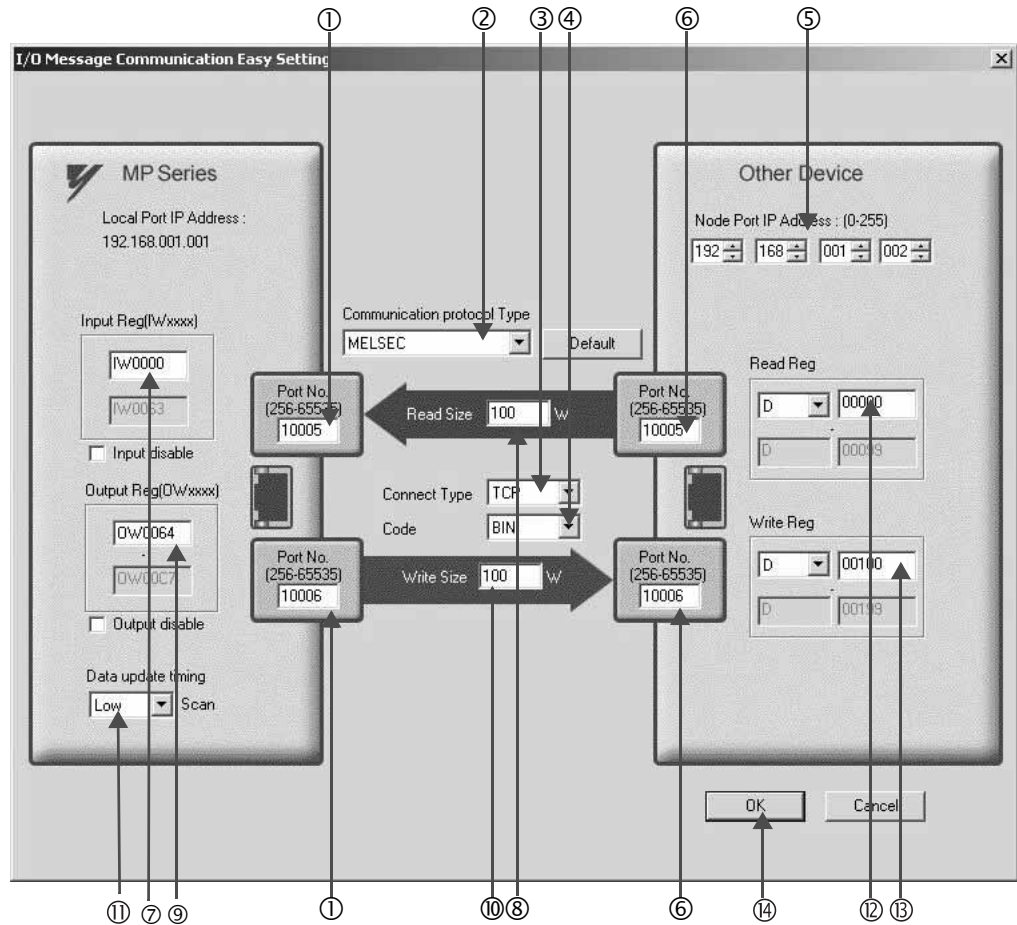 ① ② ③ ④ ⑥ ⑤
I/O Message Communication Easy Setting
MP Series
Local Port IP Address :
192.168.001.001
Input Reg(IWxxxx)
IW0000
IW0063
Input disable
Output Reg(OWxxxx)
OW0064
OW00C7
Output disable
Data update timing
Low Scan
Communication protocol Type
MELSEC Default
Port No.
(256-65535)
10005
Read Size 100 W
Port No.
(256-65535)
10005
Connect Type TCP
Code BIN
Port No.
(256-65535)
10006
Write Size 100 W
Port No.
(256-65535)
10006
Other Device
Node Port IP Address : (0-255)
192 168 001 002
Read Reg
D 00000
-
D 00099
Write Reg
D 00100
-
D 00199
OK Cancel
⑪ ⑦ ⑨ ① ⑩ ⑧ ⑥ ⑭ ⑫ ⑬